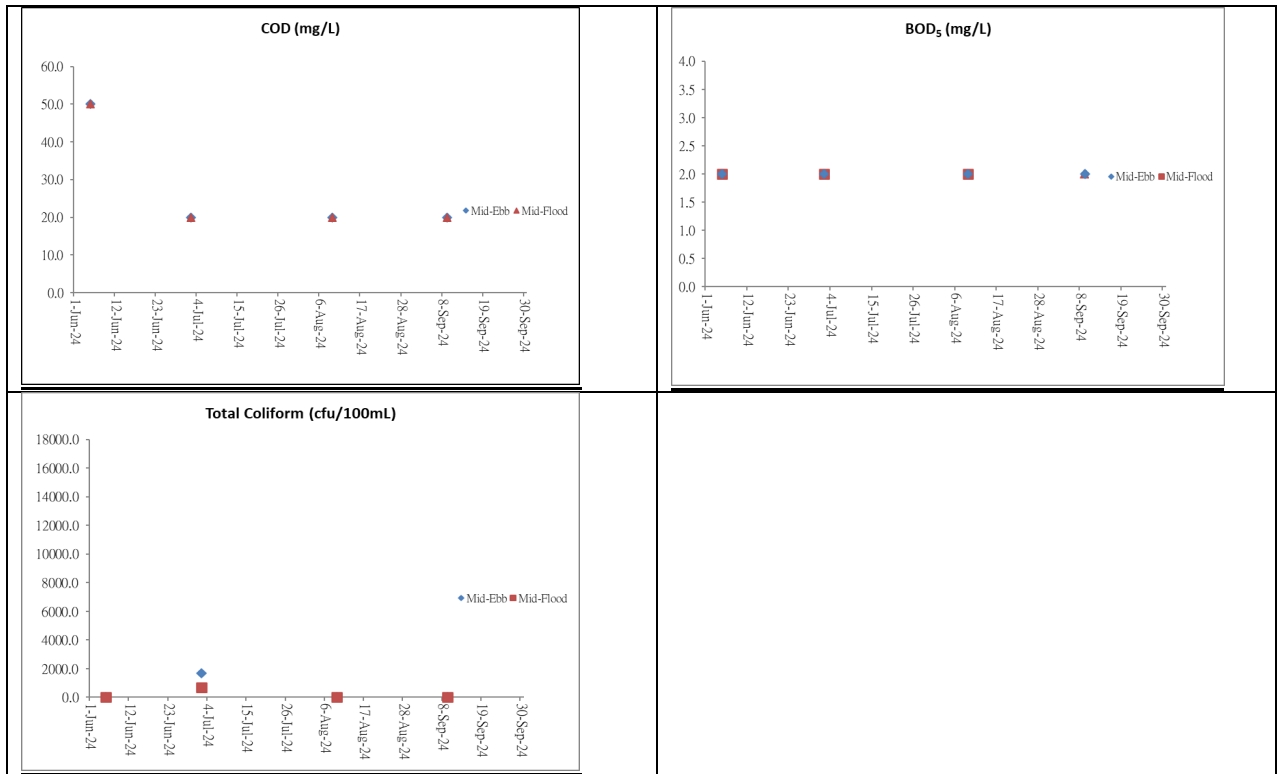 COD (mg/L)
60.0
50.0
40.0
30.0
20.0
10.0
0.0
1-Jun-24
12-Jun-24
23-Jun-24
4-Jul-24
15-Jul-24
26-Jul-24
6-Aug-24
17-Aug-24
28-Aug-24
8-Sep-24
19-Sep-24
30-Sep-24
Mid-Ebb Mid-Flood
BOD₅ (mg/L)
4.0
3.5
3.0
2.5
2.0
1.5
1.0
0.5
0.0
1-Jun-24
12-Jun-24
23-Jun-24
4-Jul-24
15-Jul-24
26-Jul-24
6-Aug-24
17-Aug-24
28-Aug-24
8-Sep-24
19-Sep-24
30-Sep-24
Mid-Ebb Mid-Flood
Total Coliform (cfu/100mL)
18000.0
16000.0
14000.0
12000.0
10000.0
8000.0
6000.0
4000.0
2000.0
0.0
1-Jun-24
12-Jun-24
23-Jun-24
4-Jul-24
15-Jul-24
26-Jul-24
6-Aug-24
17-Aug-24
28-Aug-24
8-Sep-24
19-Sep-24
30-Sep-24
Mid-Ebb Mid-Flood